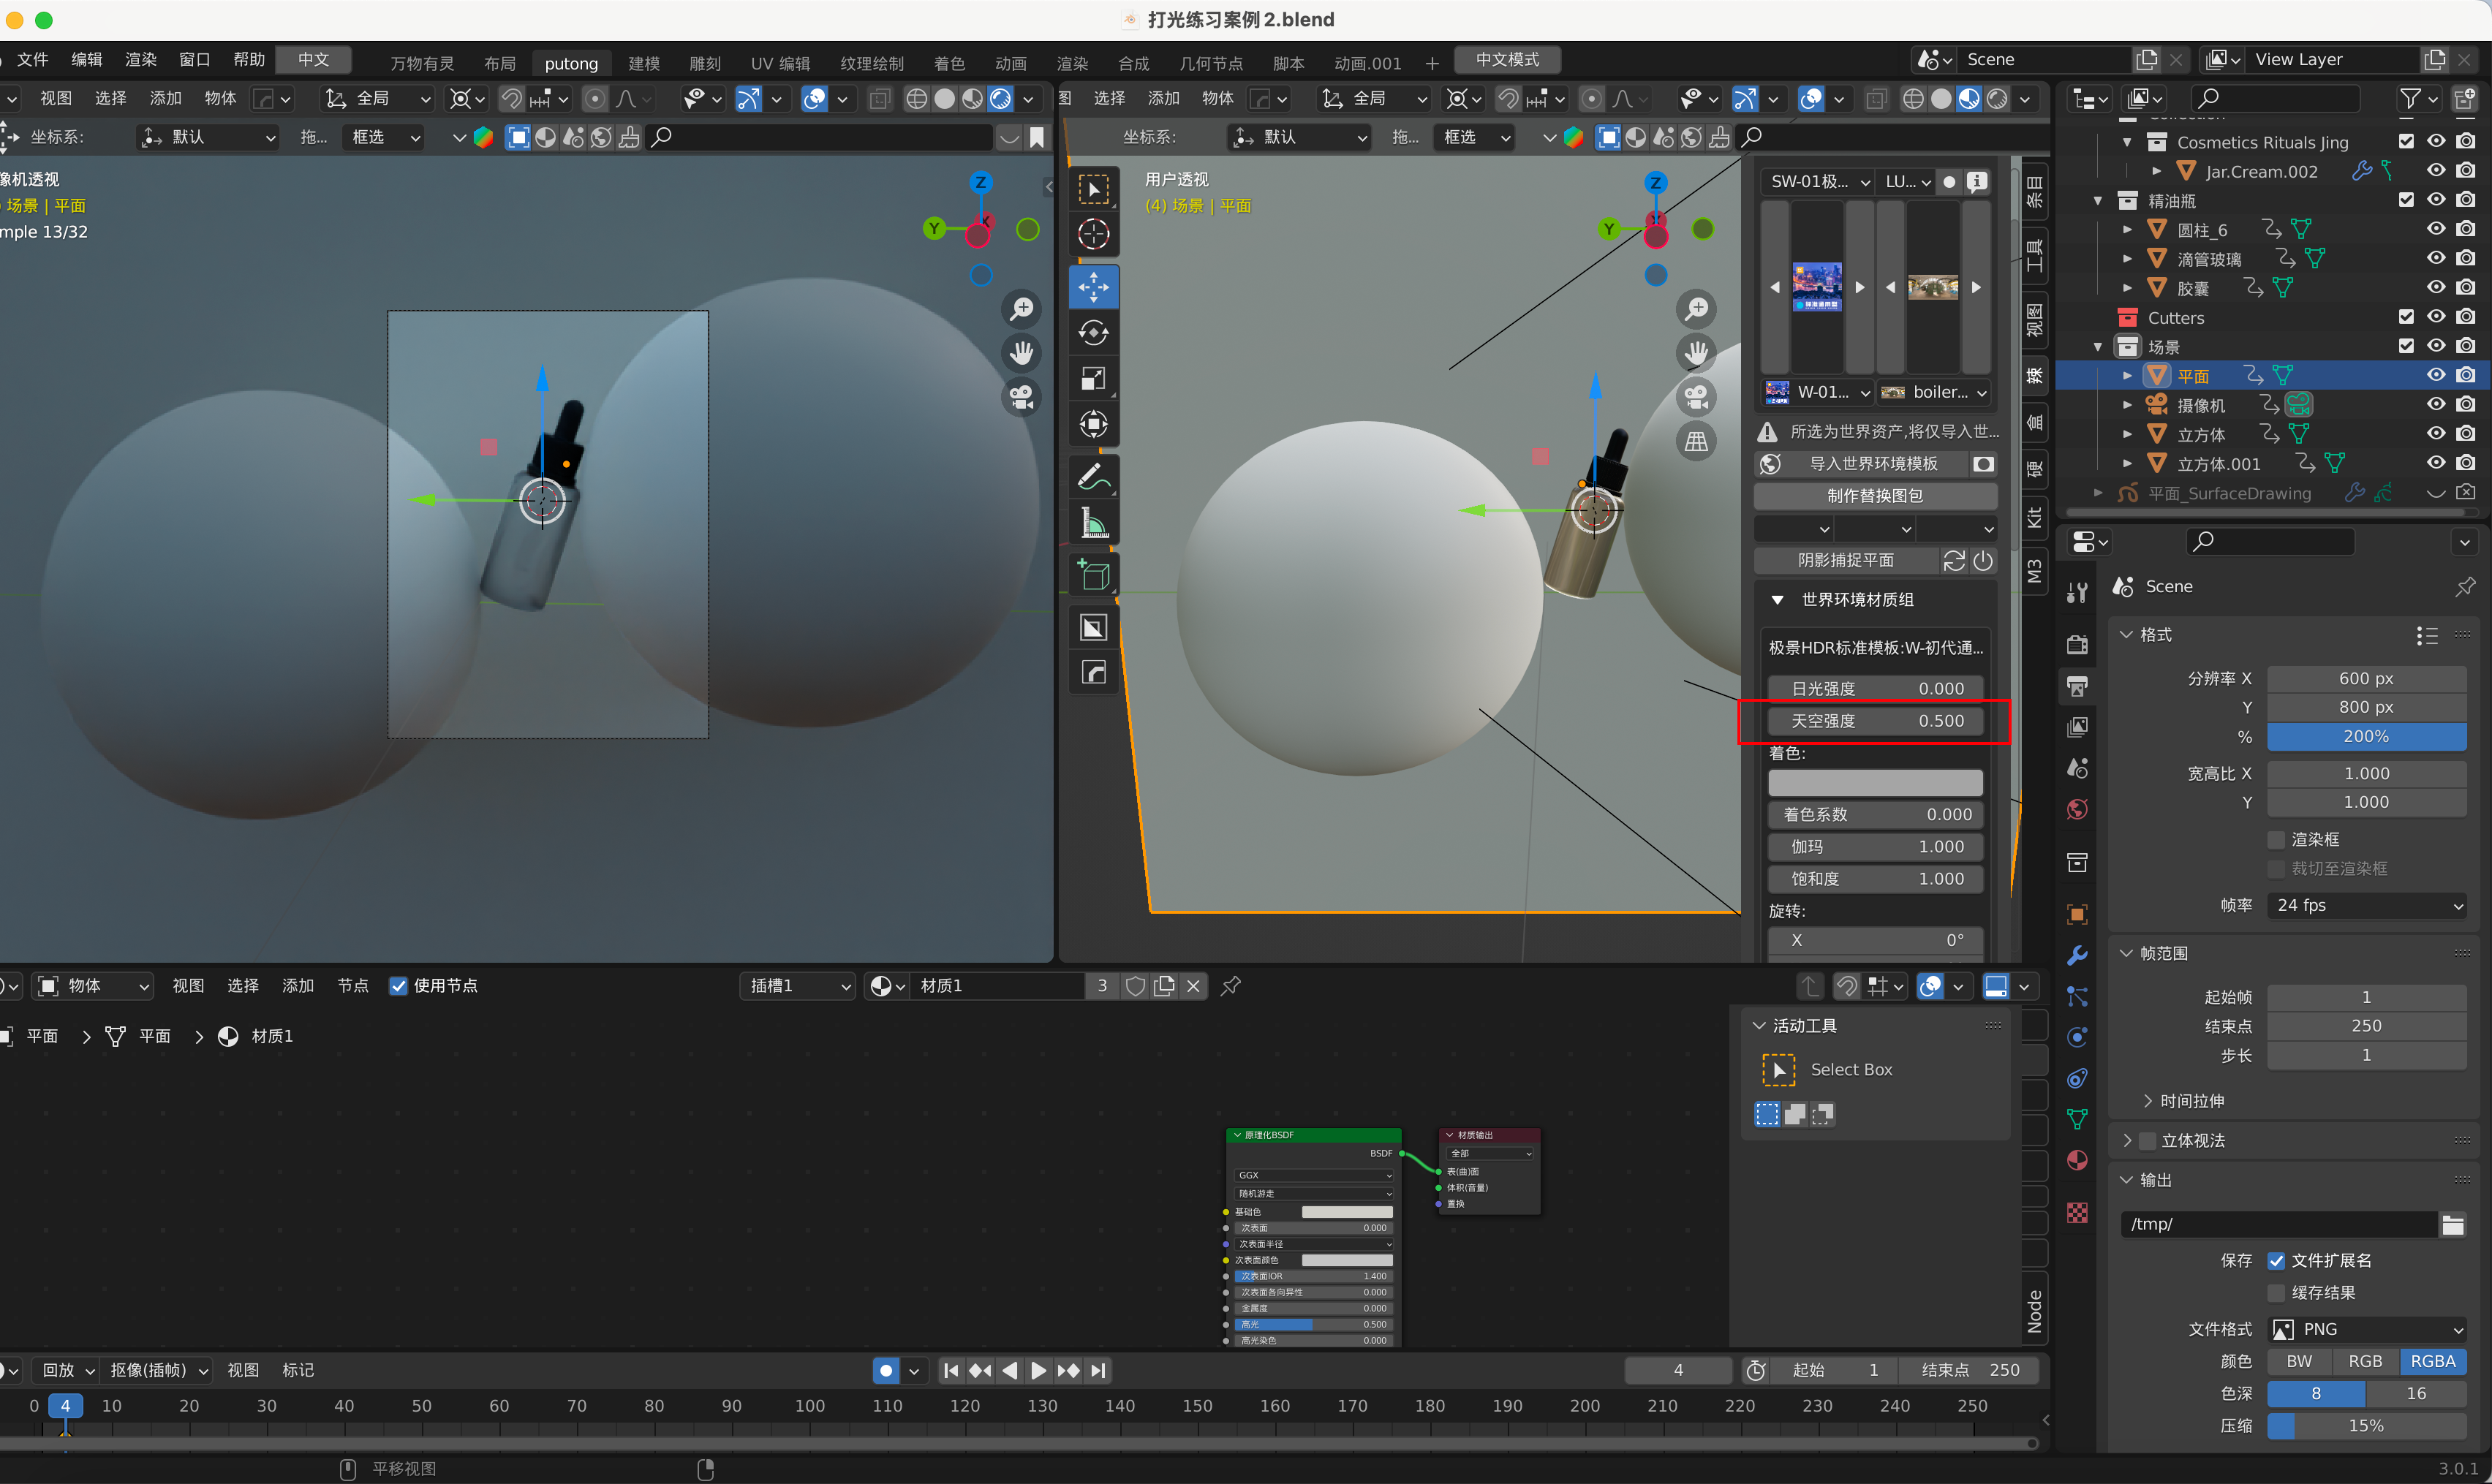 打光练习案例2.blend
文件 编辑 渲染 窗口 帮助 中文 万物有灵 布局 putong 建模 雕刻 UV 编辑 纹理绘制 着色 动画 渲染 合成 几何节点 脚本 动画.001 + 中文模式 Scene View Layer
视图 选择 添加 物体 全局
图 选择 添加 物体 全局
坐标系: 默认 拖... 框选
坐标系: 默认 拖... 框选
像机透视
场景 | 平面
mple 13/32
Z
Y
X
用户透视
(4) 场景 | 平面
Z
Y
SW-01极... LU...
W-01... boiler...
所选为世界资产,将仅导入世...
导入世界环境模板
制作替换图包
阴影捕捉平面
世界环境材质组
极景HDR标准模板:W-初代通...
日光强度 0.000
天空强度 0.500
着色:
着色系数 0.000
伽玛 1.000
饱和度 1.000
旋转:
X 0°
条目
工具
视图
辣
盒
硬
Kit
M3
Collection
Cosmetics Rituals Jing
Jar.Cream.002
精油瓶
圆柱_6
滴管玻璃
胶囊
Cutters
场景
平面
摄像机
立方体
立方体.001
平面_SurfaceDrawing
Scene
格式
分辨率 X 600 px
Y 800 px
% 200%
宽高比 X 1.000
Y 1.000
渲染框
裁切至渲染框
帧率 24 fps
帧范围
起始帧 1
结束点 250
步长 1
时间拉伸
立体视法
输出
/tmp/
保存 文件扩展名
缓存结果
文件格式 PNG
颜色 BW RGB RGBA
色深 8 16
压缩 15%
物体 视图 选择 添加 节点 使用节点 插槽1 材质1 3
平面 平面 材质1
活动工具
Select Box
Node
原理化BSDF
BSDF
GGX
随机游走
基础色
次表面 0.000
次表面半径
次表面颜色
次表面IOR 1.400
次表面各向异性 0.000
金属度 0.000
高光 0.500
高光染色 0.000
材质输出
全部
表(曲)面
体积(音量)
置换
回放 抠像(插帧) 视图 标记 4 起始 1 结束点 250
0 4 10 20 30 40 50 60 70 80 90 100 110 120 130 140 150 160 170 180 190 200 210 220 230 240 250
平移视图
3.0.1